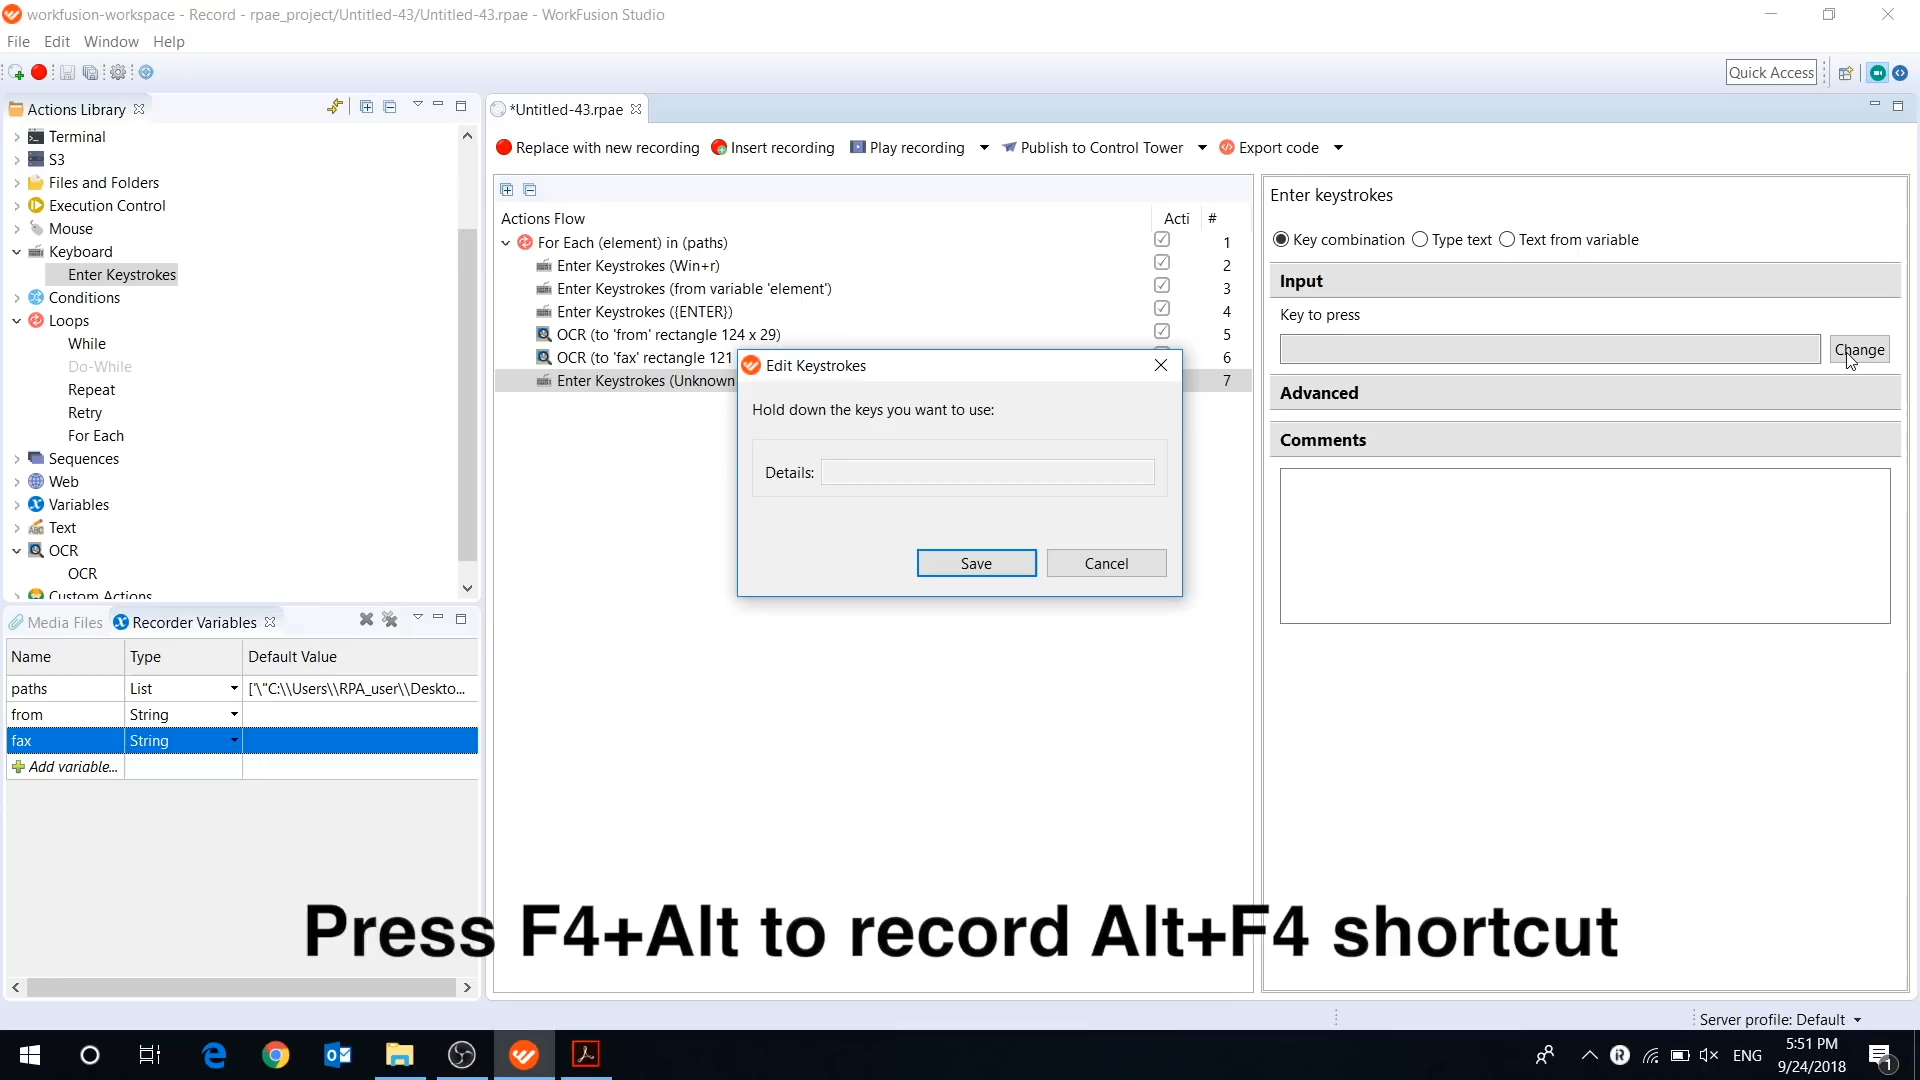 workfusion-workspace - Record - rpae_project/Untitled-43/Untitled-43.rpae - WorkFusion Studio
File Edit Window Help
Quick Access
Actions Library
Terminal
S3
Files and Folders
Execution Control
Mouse
Keyboard
Enter Keystrokes
Conditions
Loops
While
Do-While
Repeat
Retry
For Each
Sequences
Web
Variables
Text
OCR
OCR
Custom Actions
Media Files Recorder Variables
Name Type Default Value
paths List ['\"C:\\Users\\RPA_user\\Deskto...
from String
fax String
Add variable...
*Untitled-43.rpae
Replace with new recording Insert recording Play recording Publish to Control Tower Export code
Actions Flow Acti #
For Each (element) in (paths) 1
Enter Keystrokes (Win+r) 2
Enter Keystrokes (from variable 'element') 3
Enter Keystrokes ({ENTER}) 4
OCR (to 'from' rectangle 124 x 29) 5
OCR (to 'fax' rectangle 121 6
Enter Keystrokes (Unknown 7
Edit Keystrokes
Hold down the keys you want to use:
Details:
Save Cancel
Enter keystrokes
Key combination Type text Text from variable
Input
Key to press
Change
Advanced
Comments
Press F4+Alt to record Alt+F4 shortcut
Server profile: Default
ENG
5:51 PM
9/24/2018
1